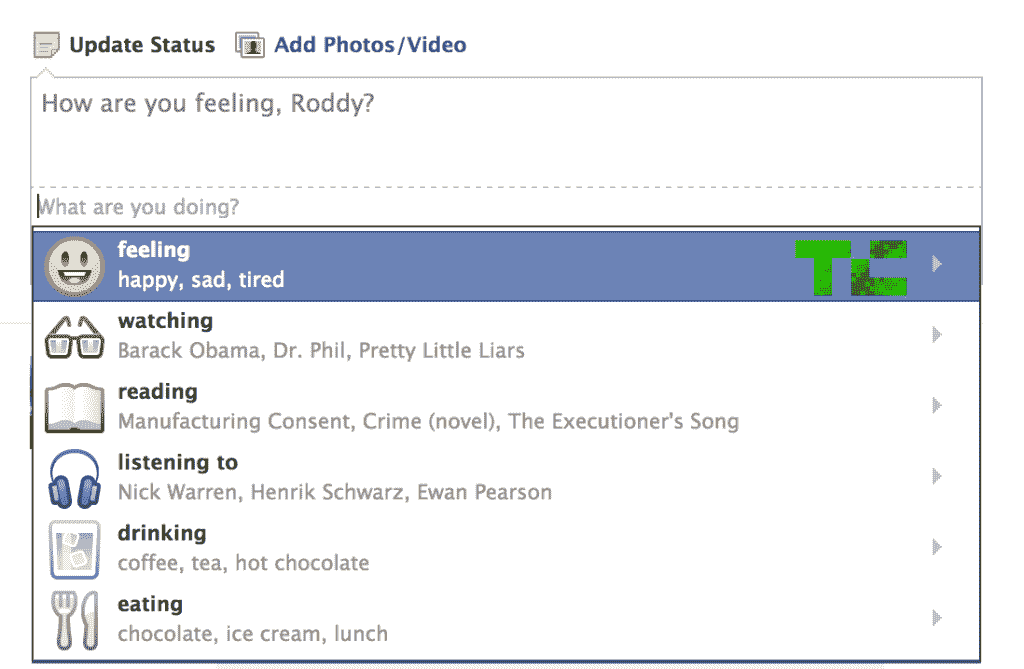 Update Status Add Photos/Video
How are you feeling, Roddy?
What are you doing?
feeling
happy, sad, tired
TC
watching
Barack Obama, Dr. Phil, Pretty Little Liars
reading
Manufacturing Consent, Crime (novel), The Executioner's Song
listening to
Nick Warren, Henrik Schwarz, Ewan Pearson
drinking
coffee, tea, hot chocolate
eating
chocolate, ice cream, lunch